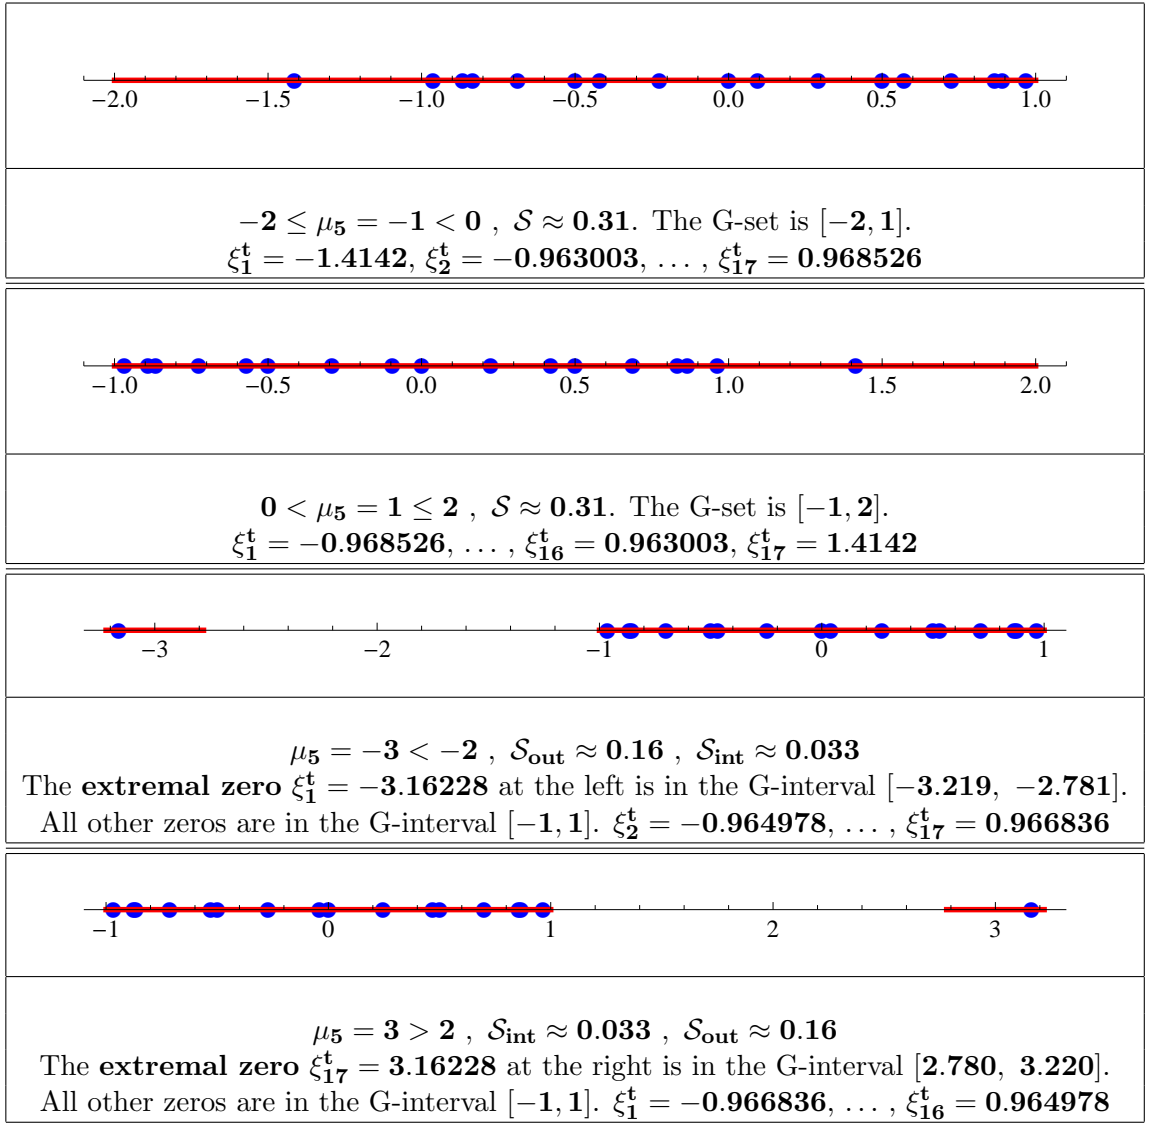 −2.0 −1.5 −1.0 −0.5 0.0 0.5 1.0
−2 ≤ μ₅ = −1 < 0 , 𝒮 ≈ 0.31. The G-set is [−2, 1].
ξ₁ᵗ = −1.4142, ξ₂ᵗ = −0.963003, … , ξ₁₇ᵗ = 0.968526
−1.0 −0.5 0.0 0.5 1.0 1.5 2.0
0 < μ₅ = 1 ≤ 2 , 𝒮 ≈ 0.31. The G-set is [−1, 2].
ξ₁ᵗ = −0.968526, … , ξ₁₆ᵗ = 0.963003, ξ₁₇ᵗ = 1.4142
−3 −2 −1 0 1
μ₅ = −3 < −2 , 𝒮out ≈ 0.16 , 𝒮int ≈ 0.033
The extremal zero ξ₁ᵗ = −3.16228 at the left is in the G-interval [−3.219, −2.781].
All other zeros are in the G-interval [−1, 1]. ξ₂ᵗ = −0.964978, … , ξ₁₇ᵗ = 0.966836
−1 0 1 2 3
μ₅ = 3 > 2 , 𝒮int ≈ 0.033 , 𝒮out ≈ 0.16
The extremal zero ξ₁₇ᵗ = 3.16228 at the right is in the G-interval [2.780, 3.220].
All other zeros are in the G-interval [−1, 1]. ξ₁ᵗ = −0.966836, … , ξ₁₆ᵗ = 0.964978